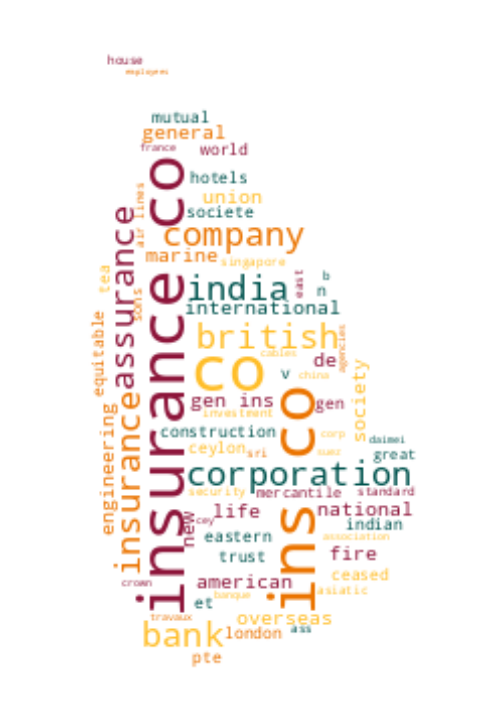 house
employees
mutual
general
france
world
hotels
air lines
union
societe
company
assurance
marine
singapore
tea
sons
india
east
b
n
international
equitable
british
agencies
cables
co
de
v
china
insurance co
gen ins
gen
investment
society
construction
corp
daimei
ceylon
sri
suez
great
corporation
engineering
insurance
security
mercantile
standard
ins co
new
cey
life
national
indian
eastern
association
trust
fire
ceased
crown
american
asiatic
banque
et
travaux
overseas
bank
london
ass
pte